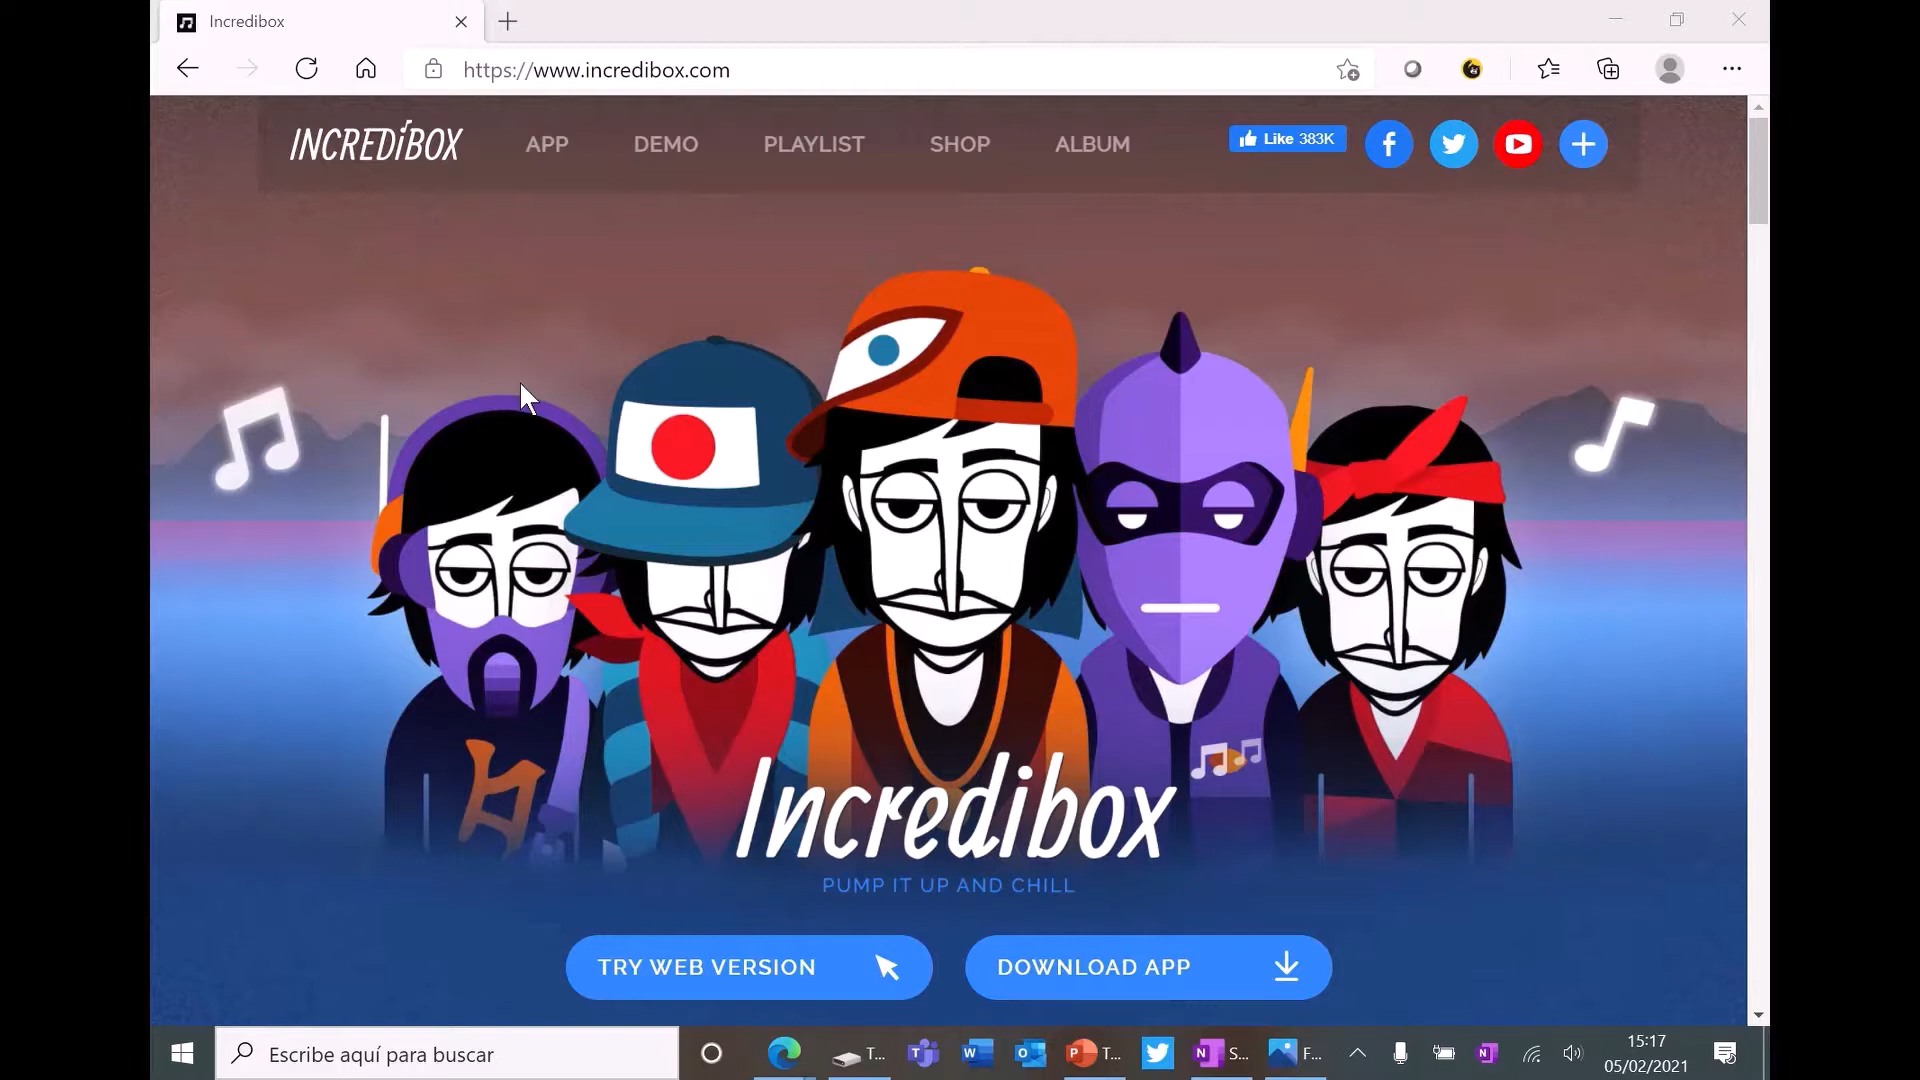 Incredibox
https://www.incredibox.com
INCREDIBOX APP DEMO PLAYLIST SHOP ALBUM Like 383K
Incredibox
PUMP IT UP AND CHILL
TRY WEB VERSION DOWNLOAD APP
Escribe aquí para buscar T... T... S... F... 15:17
05/02/2021